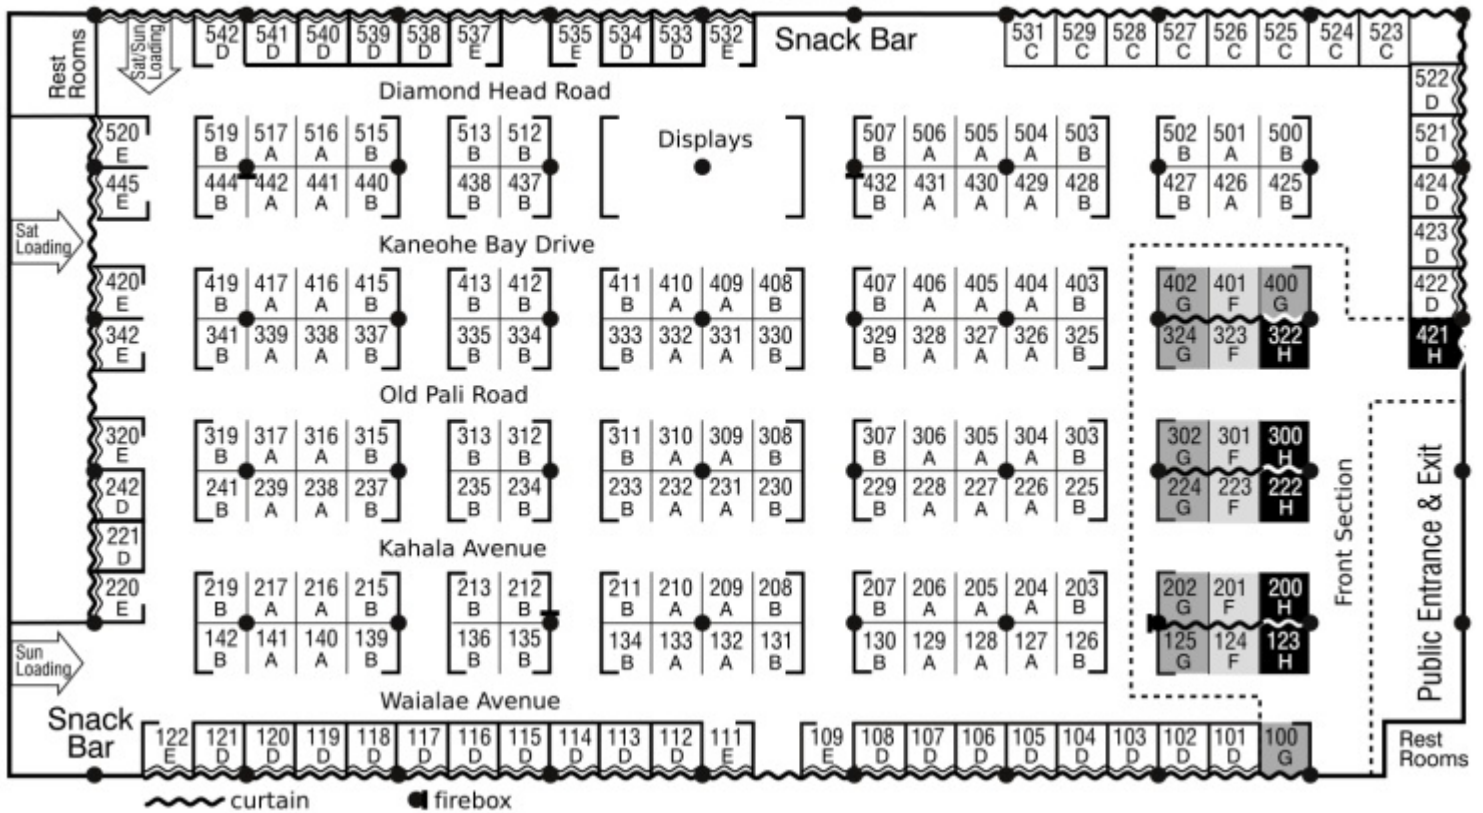 Rest Rooms
Sat/Sun Loading
542 541 540 539 538 537 535 534 533 532 Snack Bar 531 529 528 527 526 525 524 523
D D D D D E E D D E C C C C C C C C
522
D
Diamond Head Road
520 519 517 516 515 513 512 Displays 507 506 505 504 503 502 501 500 521
E B A A B B B B A A A B B A B D
445 444 442 441 440 438 437 432 431 430 429 428 427 426 425 424
E B A A B B B B A A A B B A B D
Sat Loading
Kaneohe Bay Drive
423
D
420 419 417 416 415 413 412 411 410 409 408 407 406 405 404 403 402 401 400 422
E B A A B B B B A A B B A A A B G F G D
342 341 339 338 337 335 334 333 332 331 330 329 328 327 326 325 324 323 322 421
E B A A B B B B A A B B A A A B G F H H
Old Pali Road
320 319 317 316 315 313 312 311 310 309 308 307 306 305 304 303 302 301 300
E B A A B B B B A A B B A A A B G F H
242 241 239 238 237 235 234 233 232 231 230 229 228 227 226 225 224 223 222
D B A A B B B B A A B B A A A B G F H
Front Section
Public Entrance & Exit
221
D
Kahala Avenue
220 219 217 216 215 213 212 211 210 209 208 207 206 205 204 203 202 201 200
E B A A B B B B A A B B A A A B G F H
142 141 140 139 136 135 134 133 132 131 130 129 128 127 126 125 124 123
B A A B B B B A A B B A A A B G F H
Sun Loading
Waialae Avenue
Snack Bar
122 121 120 119 118 117 116 115 114 113 112 111 109 108 107 106 105 104 103 102 101 100
E D D D D D D D D D D E E D D D D D D D D G
Rest Rooms
curtain
firebox